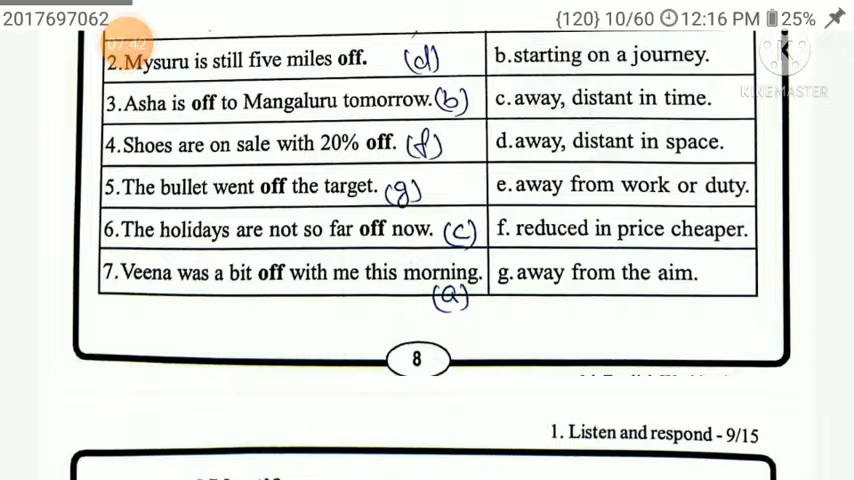 2017697062 {120} 10/60 12:16 PM 25%
07:42
KINEMASTER
2.Mysuru is still five miles off. (d) b.starting on a journey.
3.Asha is off to Mangaluru tomorrow. (b) c.away, distant in time.
4.Shoes are on sale with 20% off. (f) d.away, distant in space.
5.The bullet went off the target. (g) e.away from work or duty.
6.The holidays are not so far off now. (c) f. reduced in price cheaper.
7.Veena was a bit off with me this morning. (a) g.away from the aim.
8
1. Listen and respond - 9/15